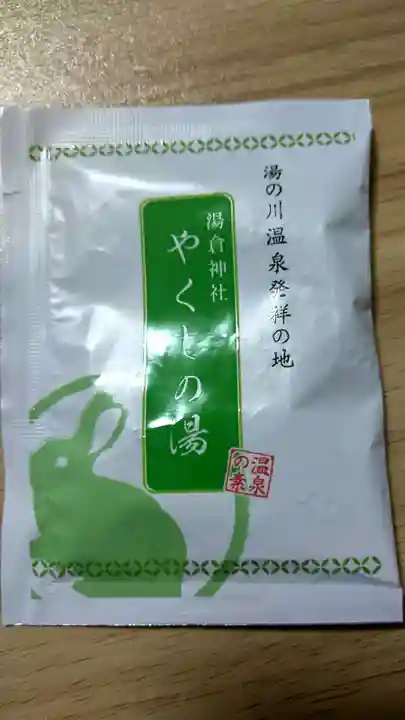 湯の川温泉発祥の地
湯倉神社
やくしの湯
温泉
の素